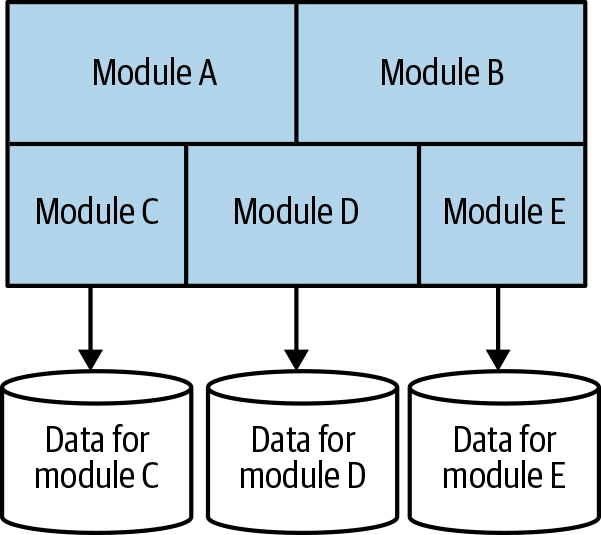 Module A
Module B
Module C
Module D
Module E
Data for
module C
Data for
module D
Data for
module E